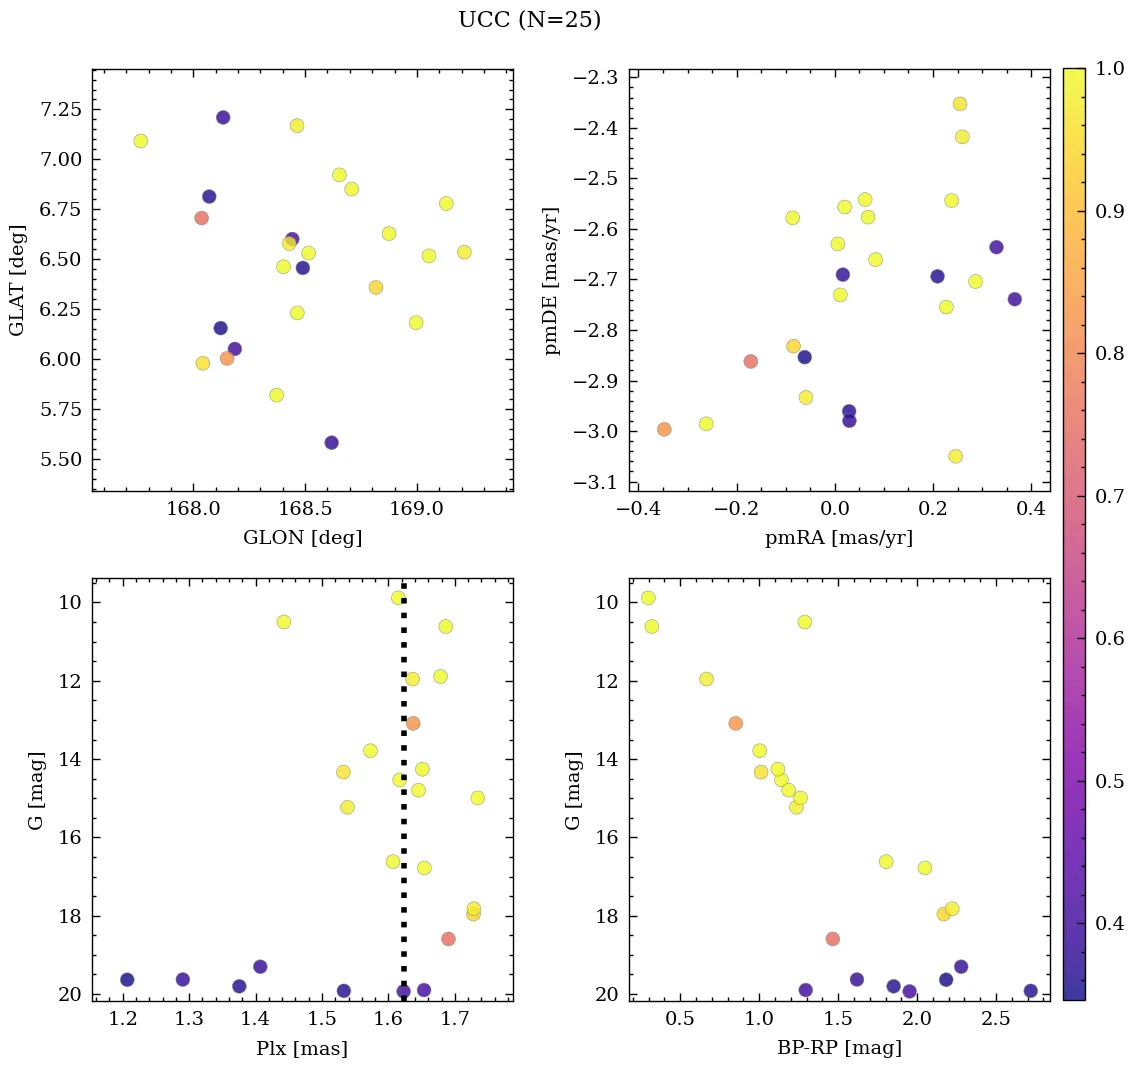 UCC (N=25)
7.25
7.00
6.75
6.50
6.25
6.00
5.75
5.50
GLAT [deg]
168.0 168.5 169.0
GLON [deg]
−2.3
−2.4
−2.5
−2.6
−2.7
−2.8
−2.9
−3.0
−3.1
pmDE [mas/yr]
−0.4 −0.2 0.0 0.2 0.4
pmRA [mas/yr]
10
12
14
16
18
20
G [mag]
1.2 1.3 1.4 1.5 1.6 1.7
Plx [mas]
10
12
14
16
18
20
G [mag]
0.5 1.0 1.5 2.0 2.5
BP-RP [mag]
1.0
0.9
0.8
0.7
0.6
0.5
0.4